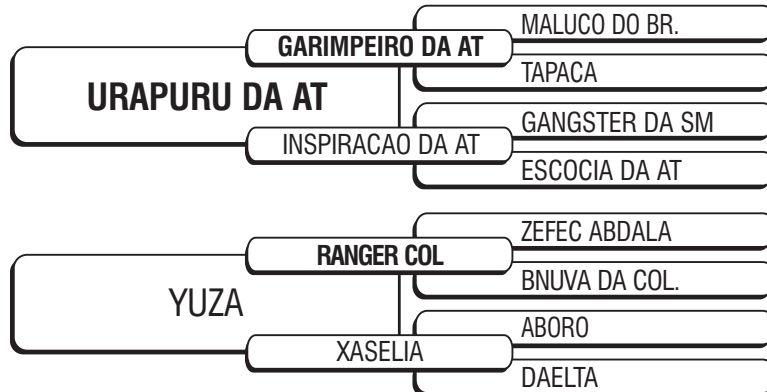 MALUCO DO BR.
GARIMPEIRO DA AT
TAPACA
URAPURU DA AT
GANGSTER DA SM
INSPIRACAO DA AT
ESCOCIA DA AT
ZEFEC ABDALA
RANGER COL
BNUVA DA COL.
YUZA
ABORO
XASELIA
DAELTA